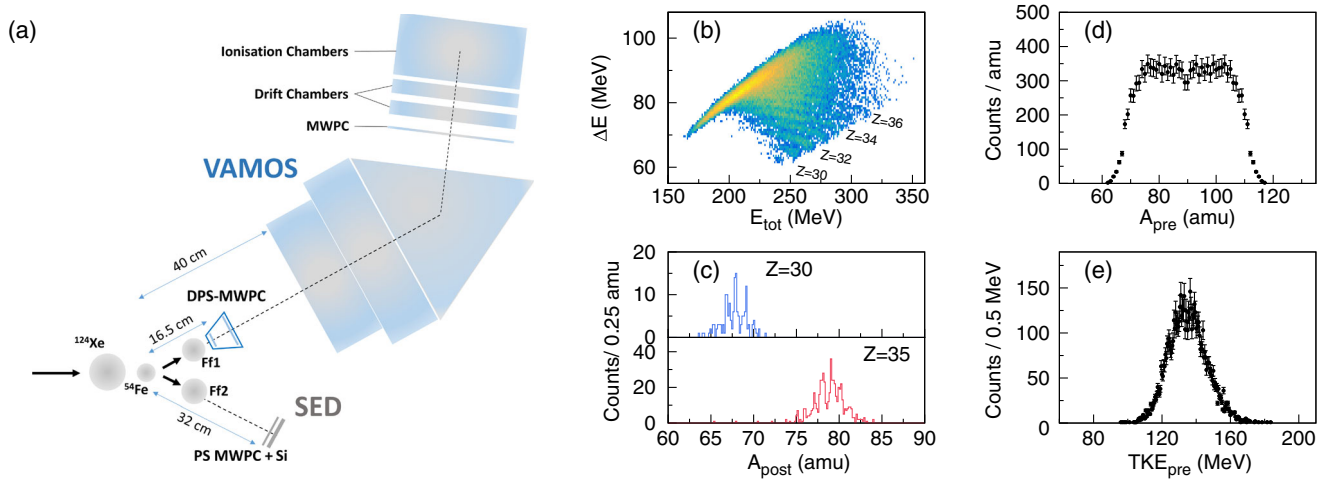 (a)
Ionisation Chambers
Drift Chambers
MWPC
VAMOS
40 cm
DPS-MWPC
16.5 cm
124Xe
54Fe
Ff1
Ff2
SED
32 cm
PS MWPC + Si
(b)
ΔE (MeV)
100
80
60
Z=36
Z=34
Z=32
Z=30
150 200 250 300 350
Etot (MeV)
(c)
Counts/ 0.25 amu
20
15
10
5
0
Z=30
40
20
0
Z=35
60 65 70 75 80 85 90
Apost (amu)
(d)
Counts / amu
500
400
300
200
100
0
60 80 100 120
Apre (amu)
(e)
Counts / 0.5 MeV
150
100
50
0
80 120 160 200
TKEpre (MeV)